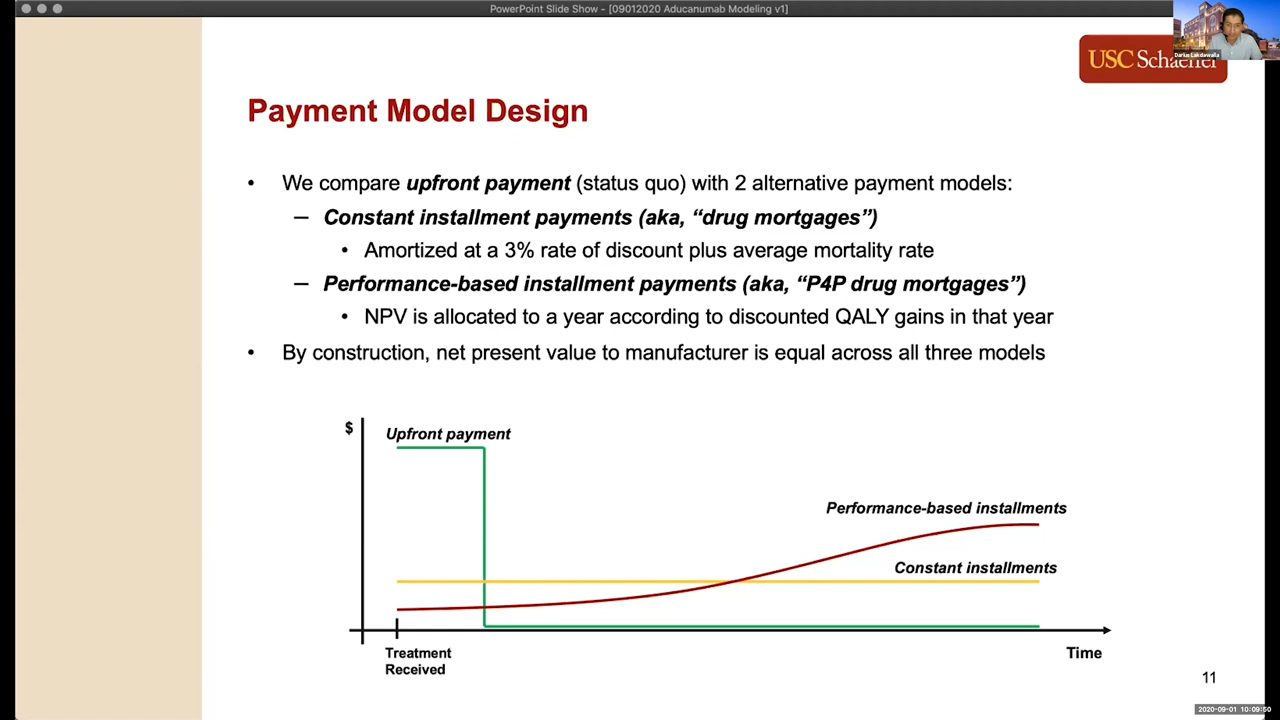 PowerPoint Slide Show - [09012020 Aducanumab Modeling v1]
Darius Lakdawalla
USC Schaeffer
Payment Model Design
• We compare upfront payment (status quo) with 2 alternative payment models:
– Constant installment payments (aka, “drug mortgages”)
• Amortized at a 3% rate of discount plus average mortality rate
– Performance-based installment payments (aka, “P4P drug mortgages”)
• NPV is allocated to a year according to discounted QALY gains in that year
• By construction, net present value to manufacturer is equal across all three models
$
Upfront payment
Performance-based installments
Constant installments
Treatment
Received
Time
11
2020-09-01 10:09:50